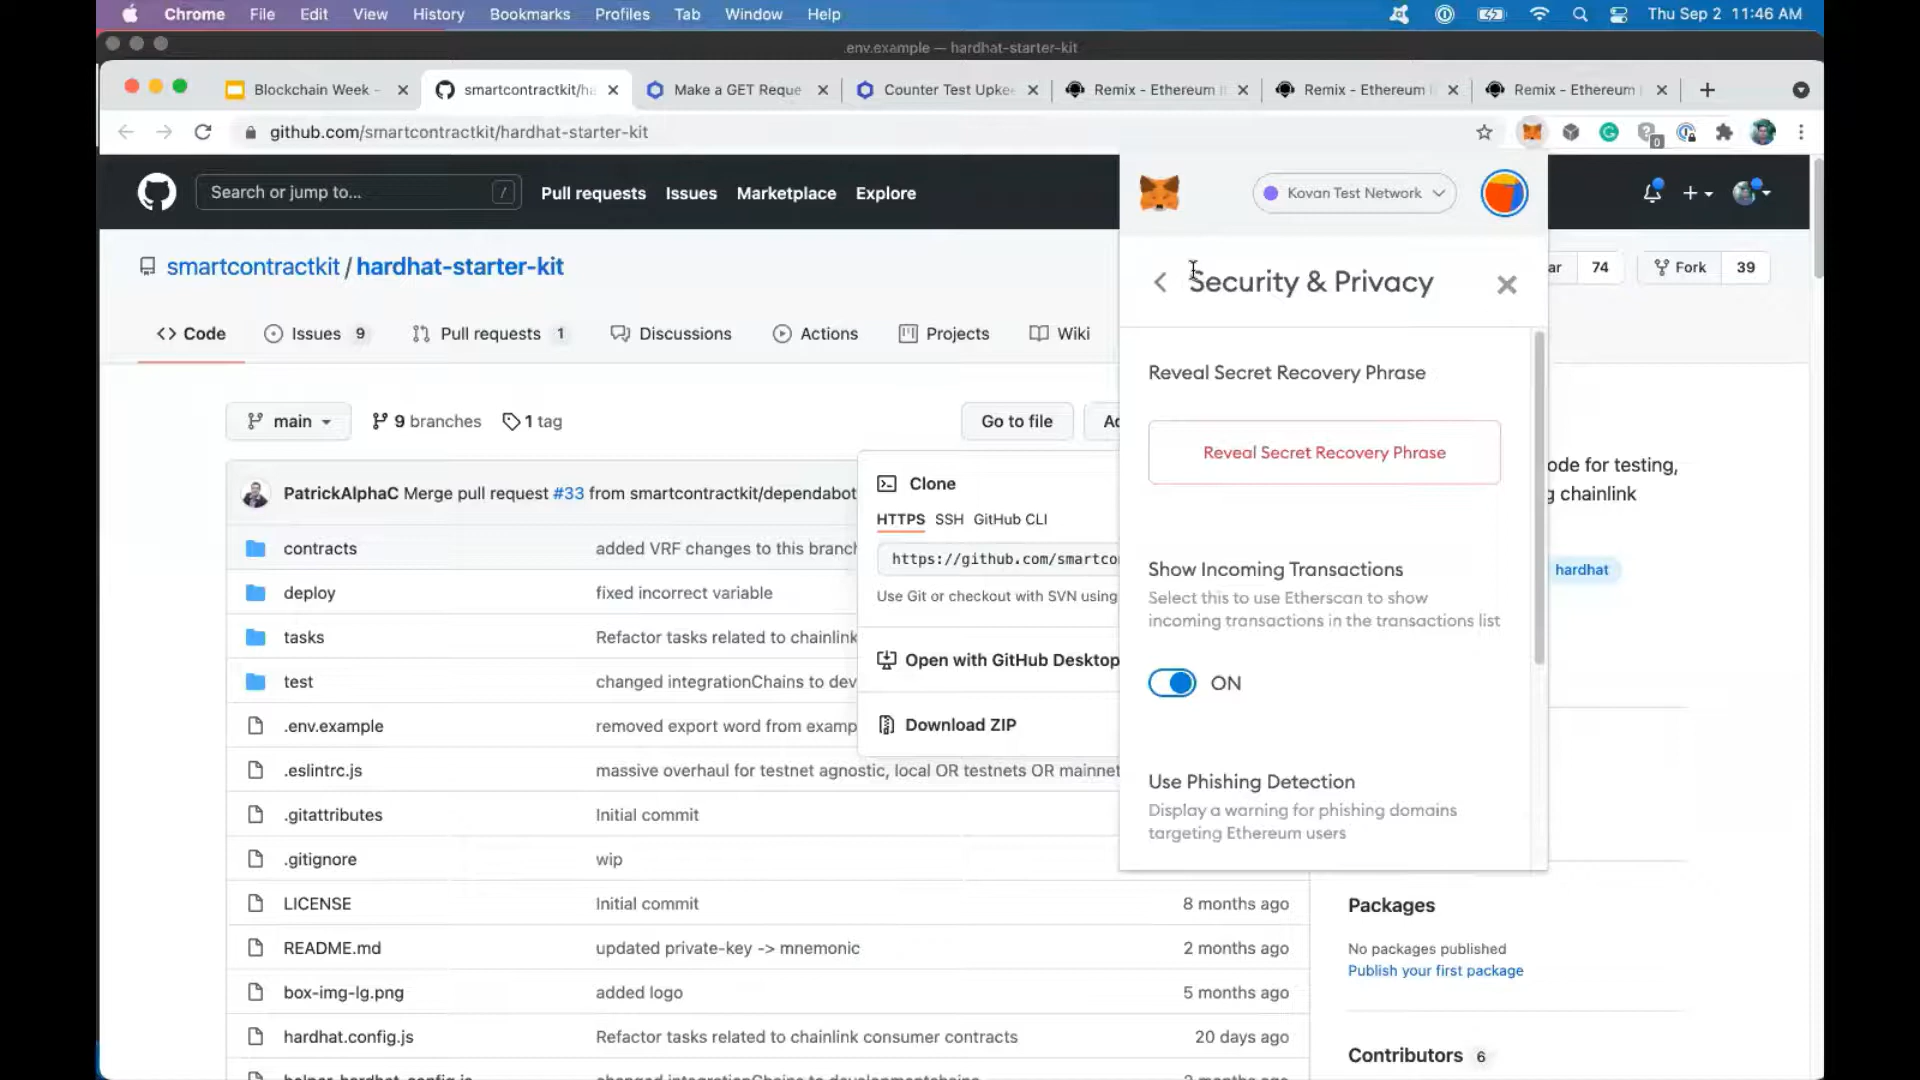 Chrome File Edit View History Bookmarks Profiles Tab Window Help Thu Sep 2 11:46 AM
.env.example — hardhat-starter-kit
Blockchain Week - smartcontractkit/ha Make a GET Reque Counter Test Upke Remix - Ethereum Remix - Ethereum Remix - Ethereum
github.com/smartcontractkit/hardhat-starter-kit
0
Search or jump to... / Pull requests Issues Marketplace Explore
Kovan Test Network
smartcontractkit / hardhat-starter-kit
ar 74 Fork 39
Security & Privacy
<> Code Issues 9 Pull requests 1 Discussions Actions Projects Wiki
Reveal Secret Recovery Phrase
Reveal Secret Recovery Phrase
main 9 branches 1 tag Go to file
ode for testing,
g chainlink
hardhat
PatrickAlphaC Merge pull request #33 from smartcontractkit/dependabot
Clone
HTTPS SSH GitHub CLI
https://github.com/smartco
Use Git or checkout with SVN using
Open with GitHub Desktop
Download ZIP
contracts added VRF changes to this branch
deploy fixed incorrect variable
tasks Refactor tasks related to chainlink
test changed integrationChains to dev
.env.example removed export word from examp
.eslintrc.js massive overhaul for testnet agnostic, local OR testnets OR mainnet
.gitattributes Initial commit
.gitignore wip
LICENSE Initial commit 8 months ago
README.md updated private-key -> mnemonic 2 months ago
box-img-lg.png added logo 5 months ago
hardhat.config.js Refactor tasks related to chainlink consumer contracts 20 days ago
Show Incoming Transactions
Select this to use Etherscan to show
incoming transactions in the transactions list
ON
Use Phishing Detection
Display a warning for phishing domains
targeting Ethereum users
Packages
No packages published
Publish your first package
Contributors 6